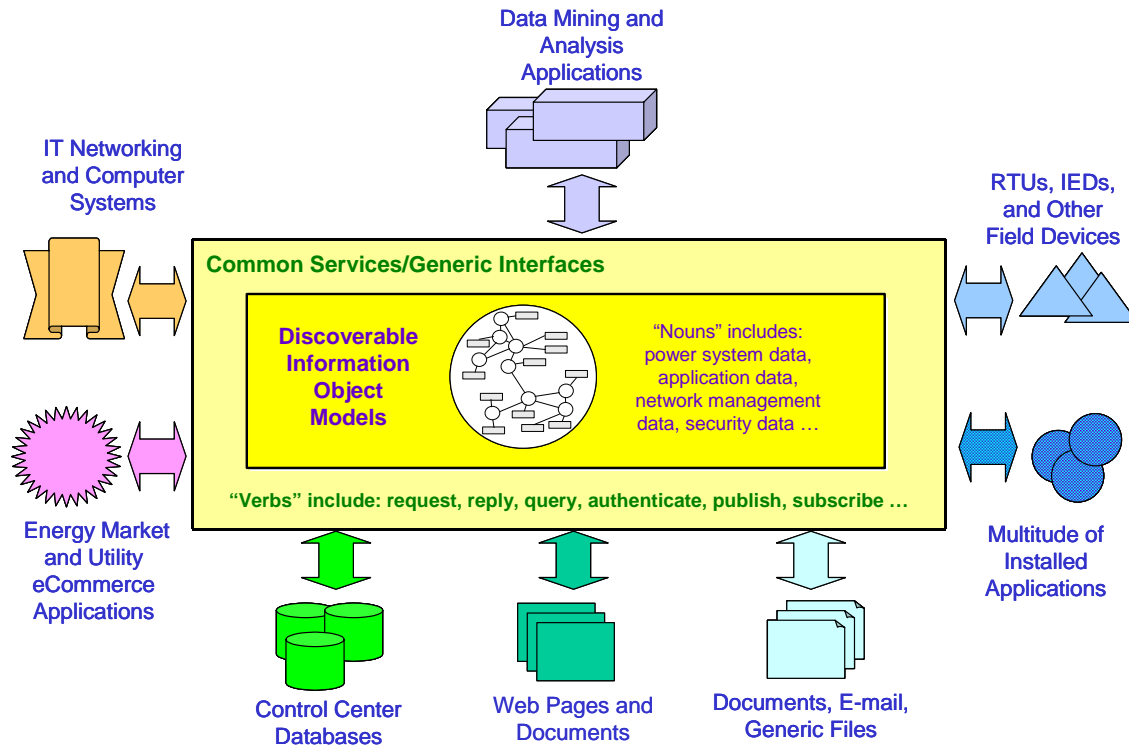 Data Mining and
Analysis
Applications
IT Networking
and Computer
Systems
RTUs, IEDs,
and Other
Field Devices
Common Services/Generic Interfaces
Discoverable
Information
Object
Models
“Nouns” includes:
power system data,
application data,
network management
data, security data …
“Verbs” include: request, reply, query, authenticate, publish, subscribe …
Energy Market
and Utility
eCommerce
Applications
Multitude of
Installed
Applications
Control Center
Databases
Web Pages and
Documents
Documents, E-mail,
Generic Files